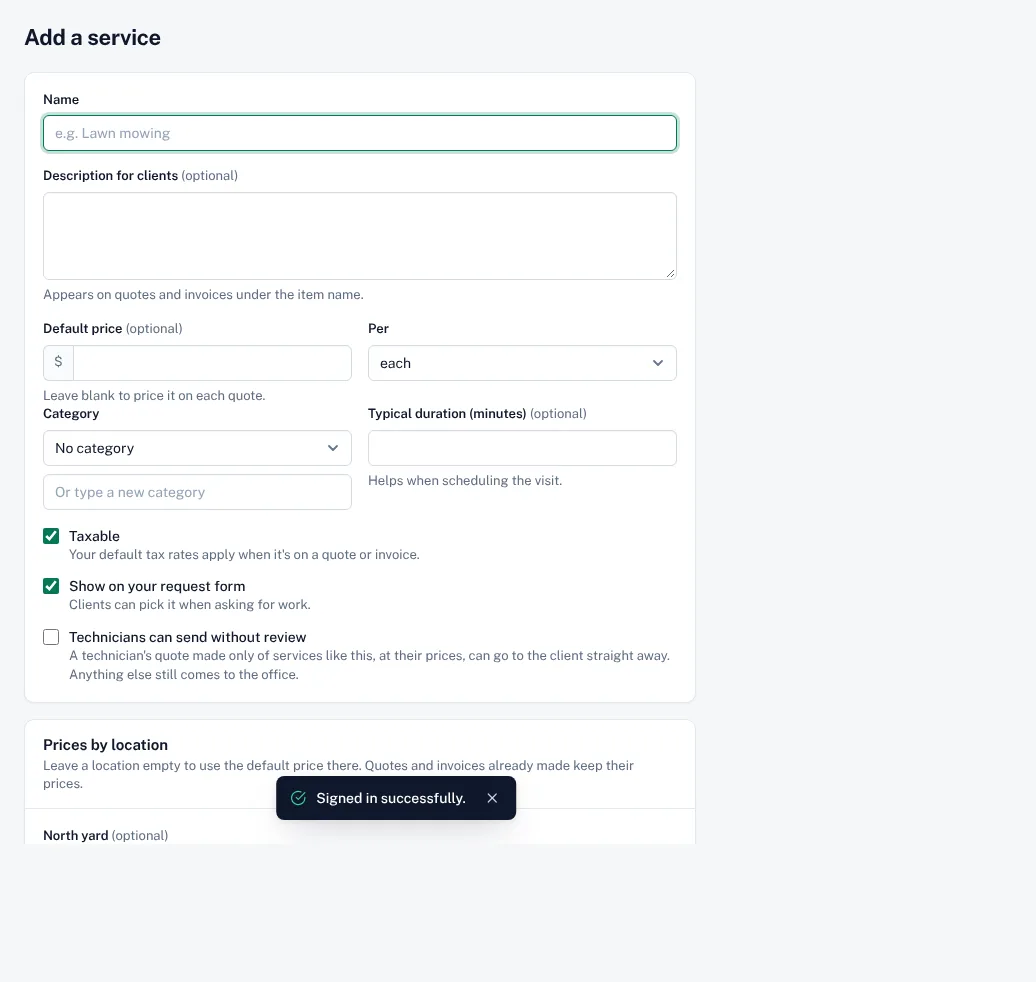 Add a service
Name
e.g. Lawn mowing
Description for clients (optional)
Appears on quotes and invoices under the item name.
Default price (optional)
Per
$
each
Leave blank to price it on each quote.
Category
Typical duration (minutes) (optional)
No category
Helps when scheduling the visit.
Or type a new category
Taxable
Your default tax rates apply when it's on a quote or invoice.
Show on your request form
Clients can pick it when asking for work.
Technicians can send without review
A technician's quote made only of services like this, at their prices, can go to the client straight away.
Anything else still comes to the office.
Prices by location
Leave a location empty to use the default price there. Quotes and invoices already made keep their
prices.
Signed in successfully.
North yard (optional)